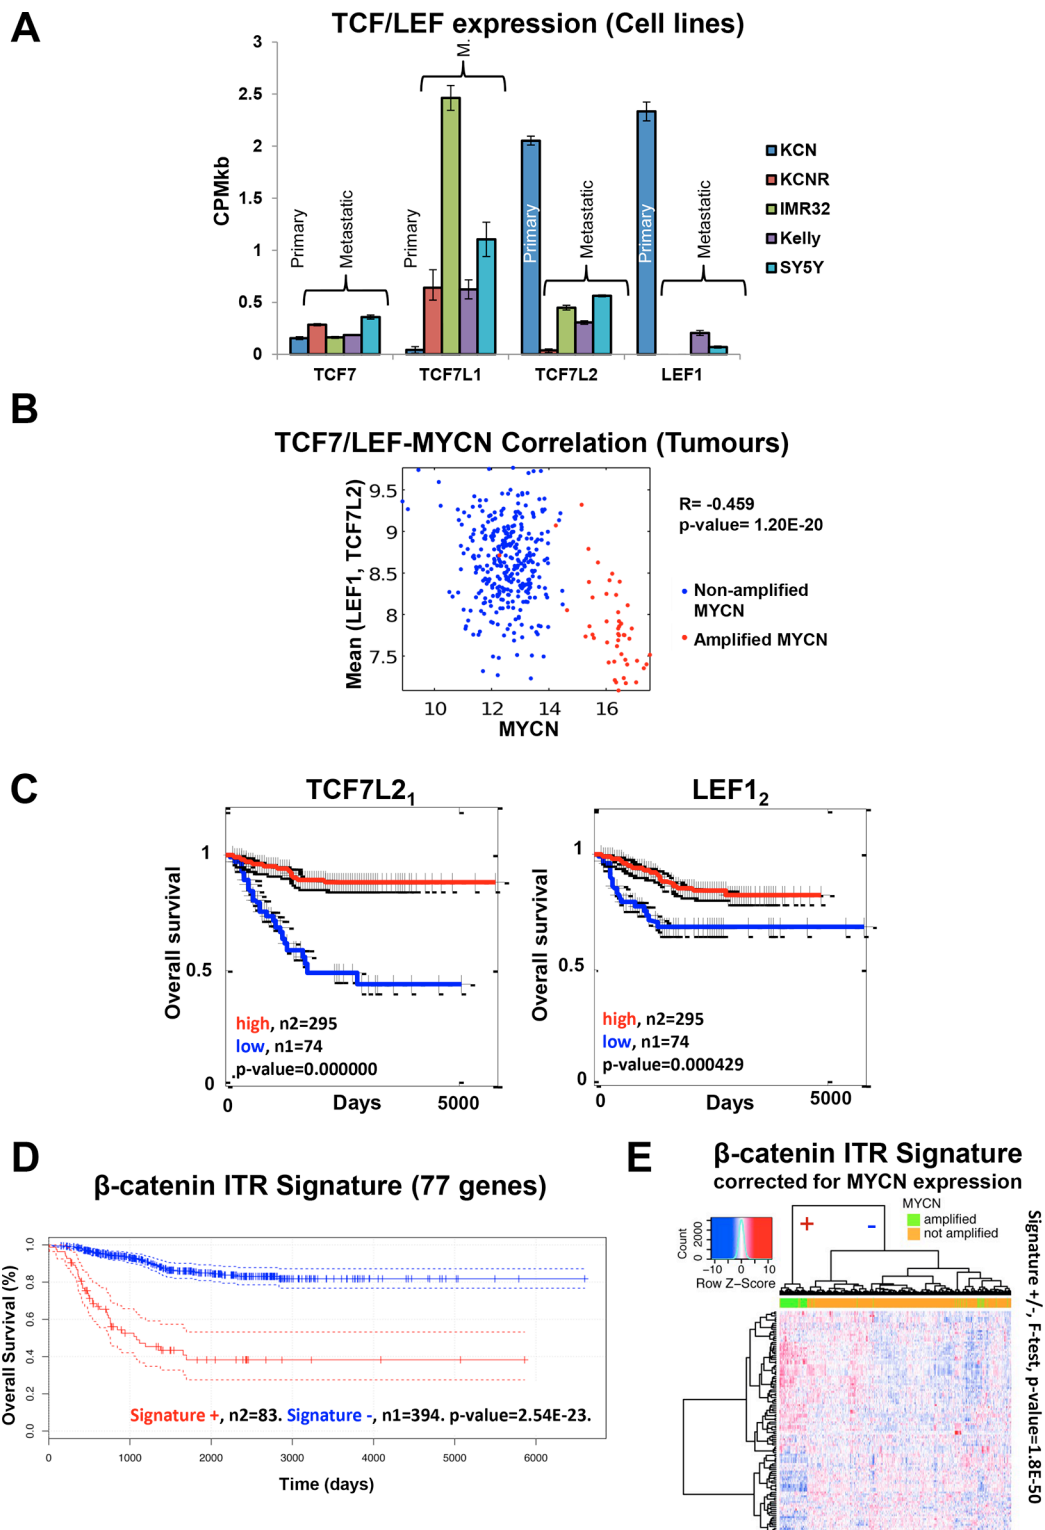 A
TCF/LEF expression (Cell lines)
CPMkb
3
2.5
2
1.5
1
0.5
0
Primary
Metastatic
Primary
M.
Primary
Metastatic
Primary
Metastatic
TCF7
TCF7L1
TCF7L2
LEF1
KCN
KCNR
IMR32
Kelly
SY5Y
B
TCF7/LEF-MYCN Correlation (Tumours)
Mean (LEF1, TCF7L2)
9.5
9
8.5
8
7.5
10 12 14 16
MYCN
R= -0.459
p-value= 1.20E-20
Non-amplified
MYCN
Amplified MYCN
C
TCF7L2₁
Overall survival
1
0.5
0
high, n2=295
low, n1=74
p-value=0.000000
0 Days 5000
LEF1₂
Overall survival
1
0.5
0
high, n2=295
low, n1=74
p-value=0.000429
0 Days 5000
D
β-catenin ITR Signature (77 genes)
Overall Survival (%)
1.0
0.8
0.6
0.4
0.2
0.0
Signature +, n2=83. Signature -, n1=394. p-value=2.54E-23.
0 1000 2000 3000 4000 5000 6000
Time (days)
E
β-catenin ITR Signature
corrected for MYCN expression
Count
0 2000
-10 0 10
Row Z-Score
+
-
MYCN
amplified
not amplified
Signature +/-, F-test, p-value=1.8E-50